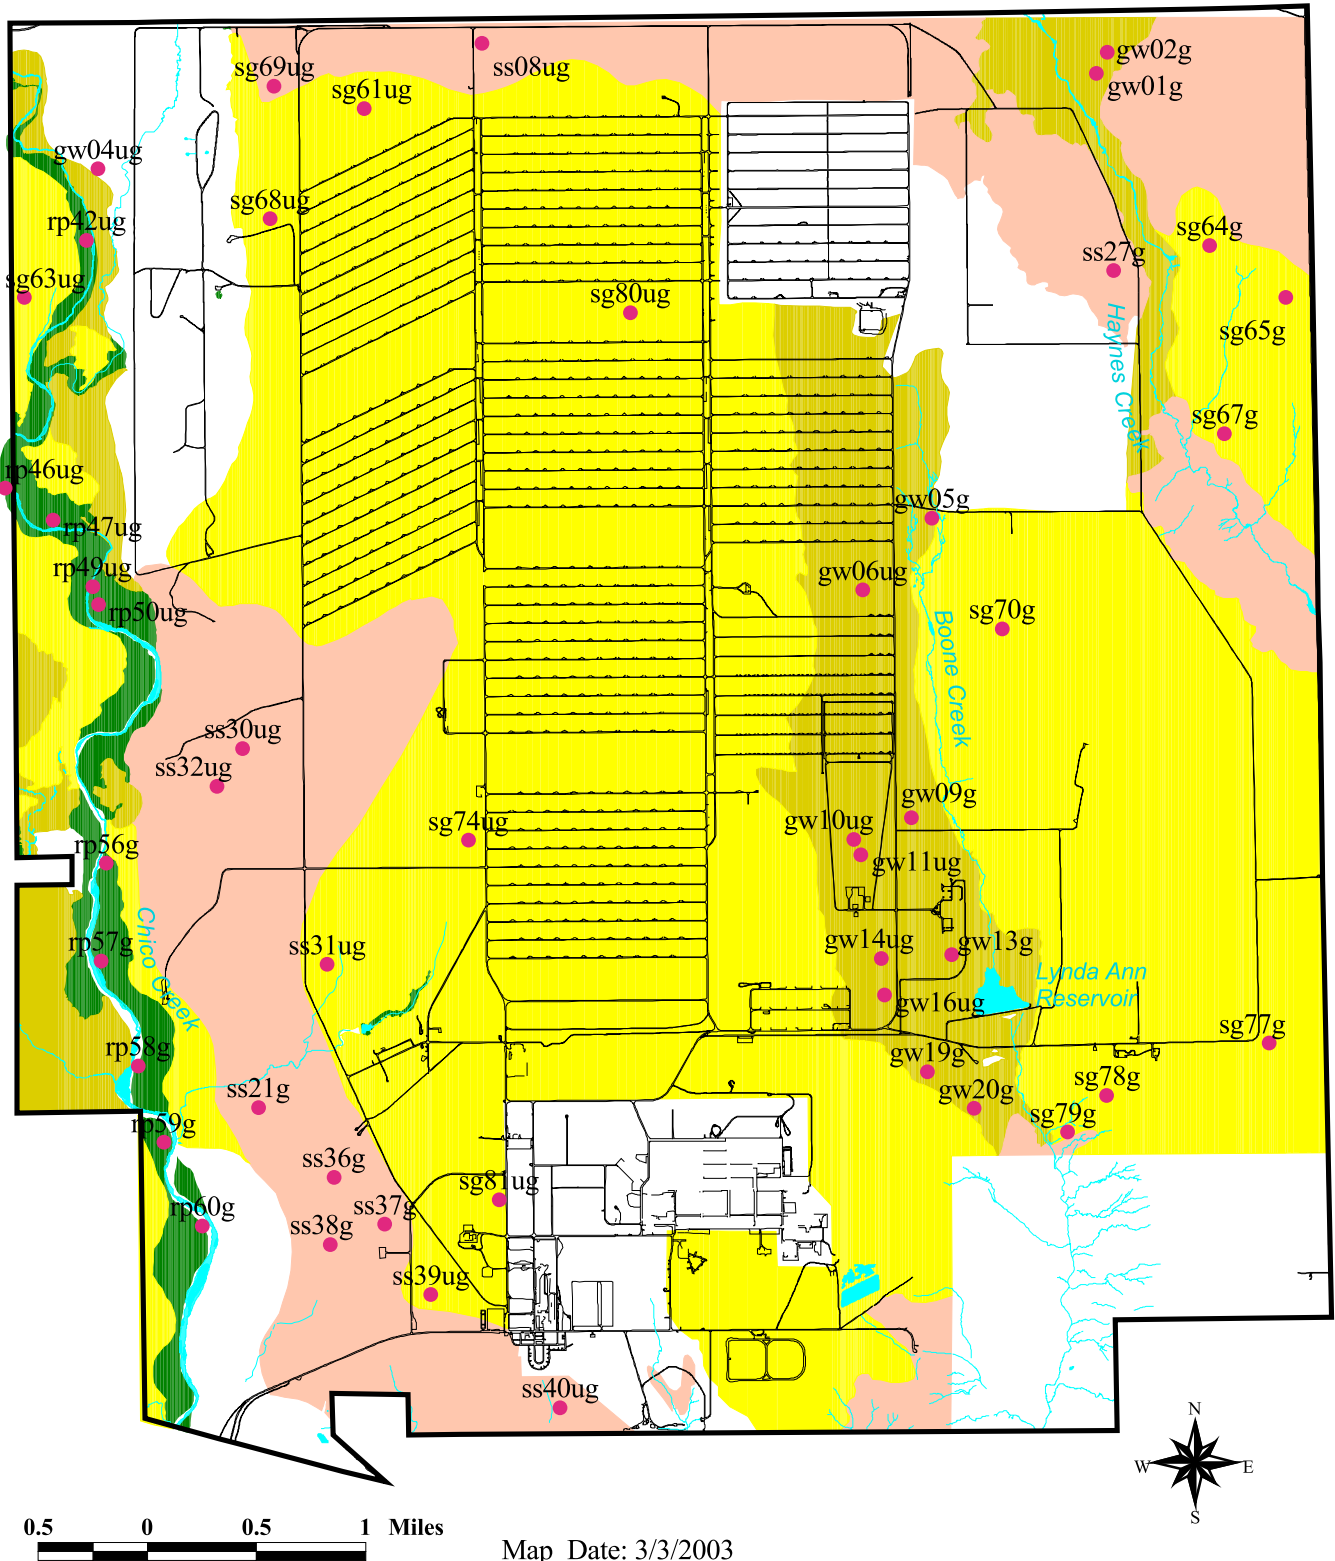 gw02g
sg69ug
ss08ug
gw01g
sg61ug
gw04ug
sg68ug
rp42ug
sg64g
ss27g
sg63ug
sg80ug
sg65g
Haynes Creek
sg67g
rp46ug
gw05g
rp47ug
rp49ug
gw06ug
rp50ug
sg70g
Boone Creek
ss30ug
ss32ug
gw09g
sg74ug
gw10ug
rp56g
gw11ug
Chico Creek
rp57g
ss31ug
gw14ug
gw13g
Lynda Ann
Reservoir
gw16ug
sg77g
rp58g
gw19g
sg78g
ss21g
gw20g
sg79g
rp59g
ss36g
sg81ug
rp60g
ss37g
ss38g
ss39ug
ss40ug
N
W E
S
0.5 0 0.5 1 Miles
Map Date: 3/3/2003